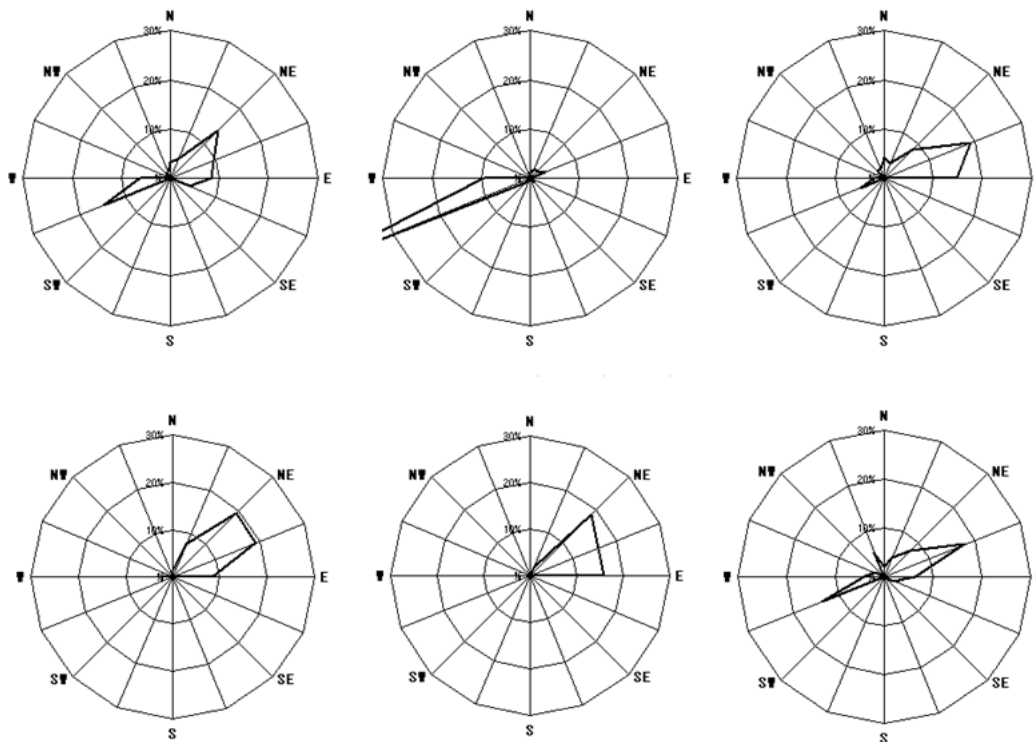 N N N
30% 30% 30%
NW NE NW NE NW NE
20% 20% 20%
10% 10% 10%
W E W E W
SW SE SW SE SW SE
S S S
N N N
30% 30% 30%
NW NE NW NE NW NE
20% 20% 20%
10% 10% 10%
W E W E W
SW SE SW SE SW SE
S S S